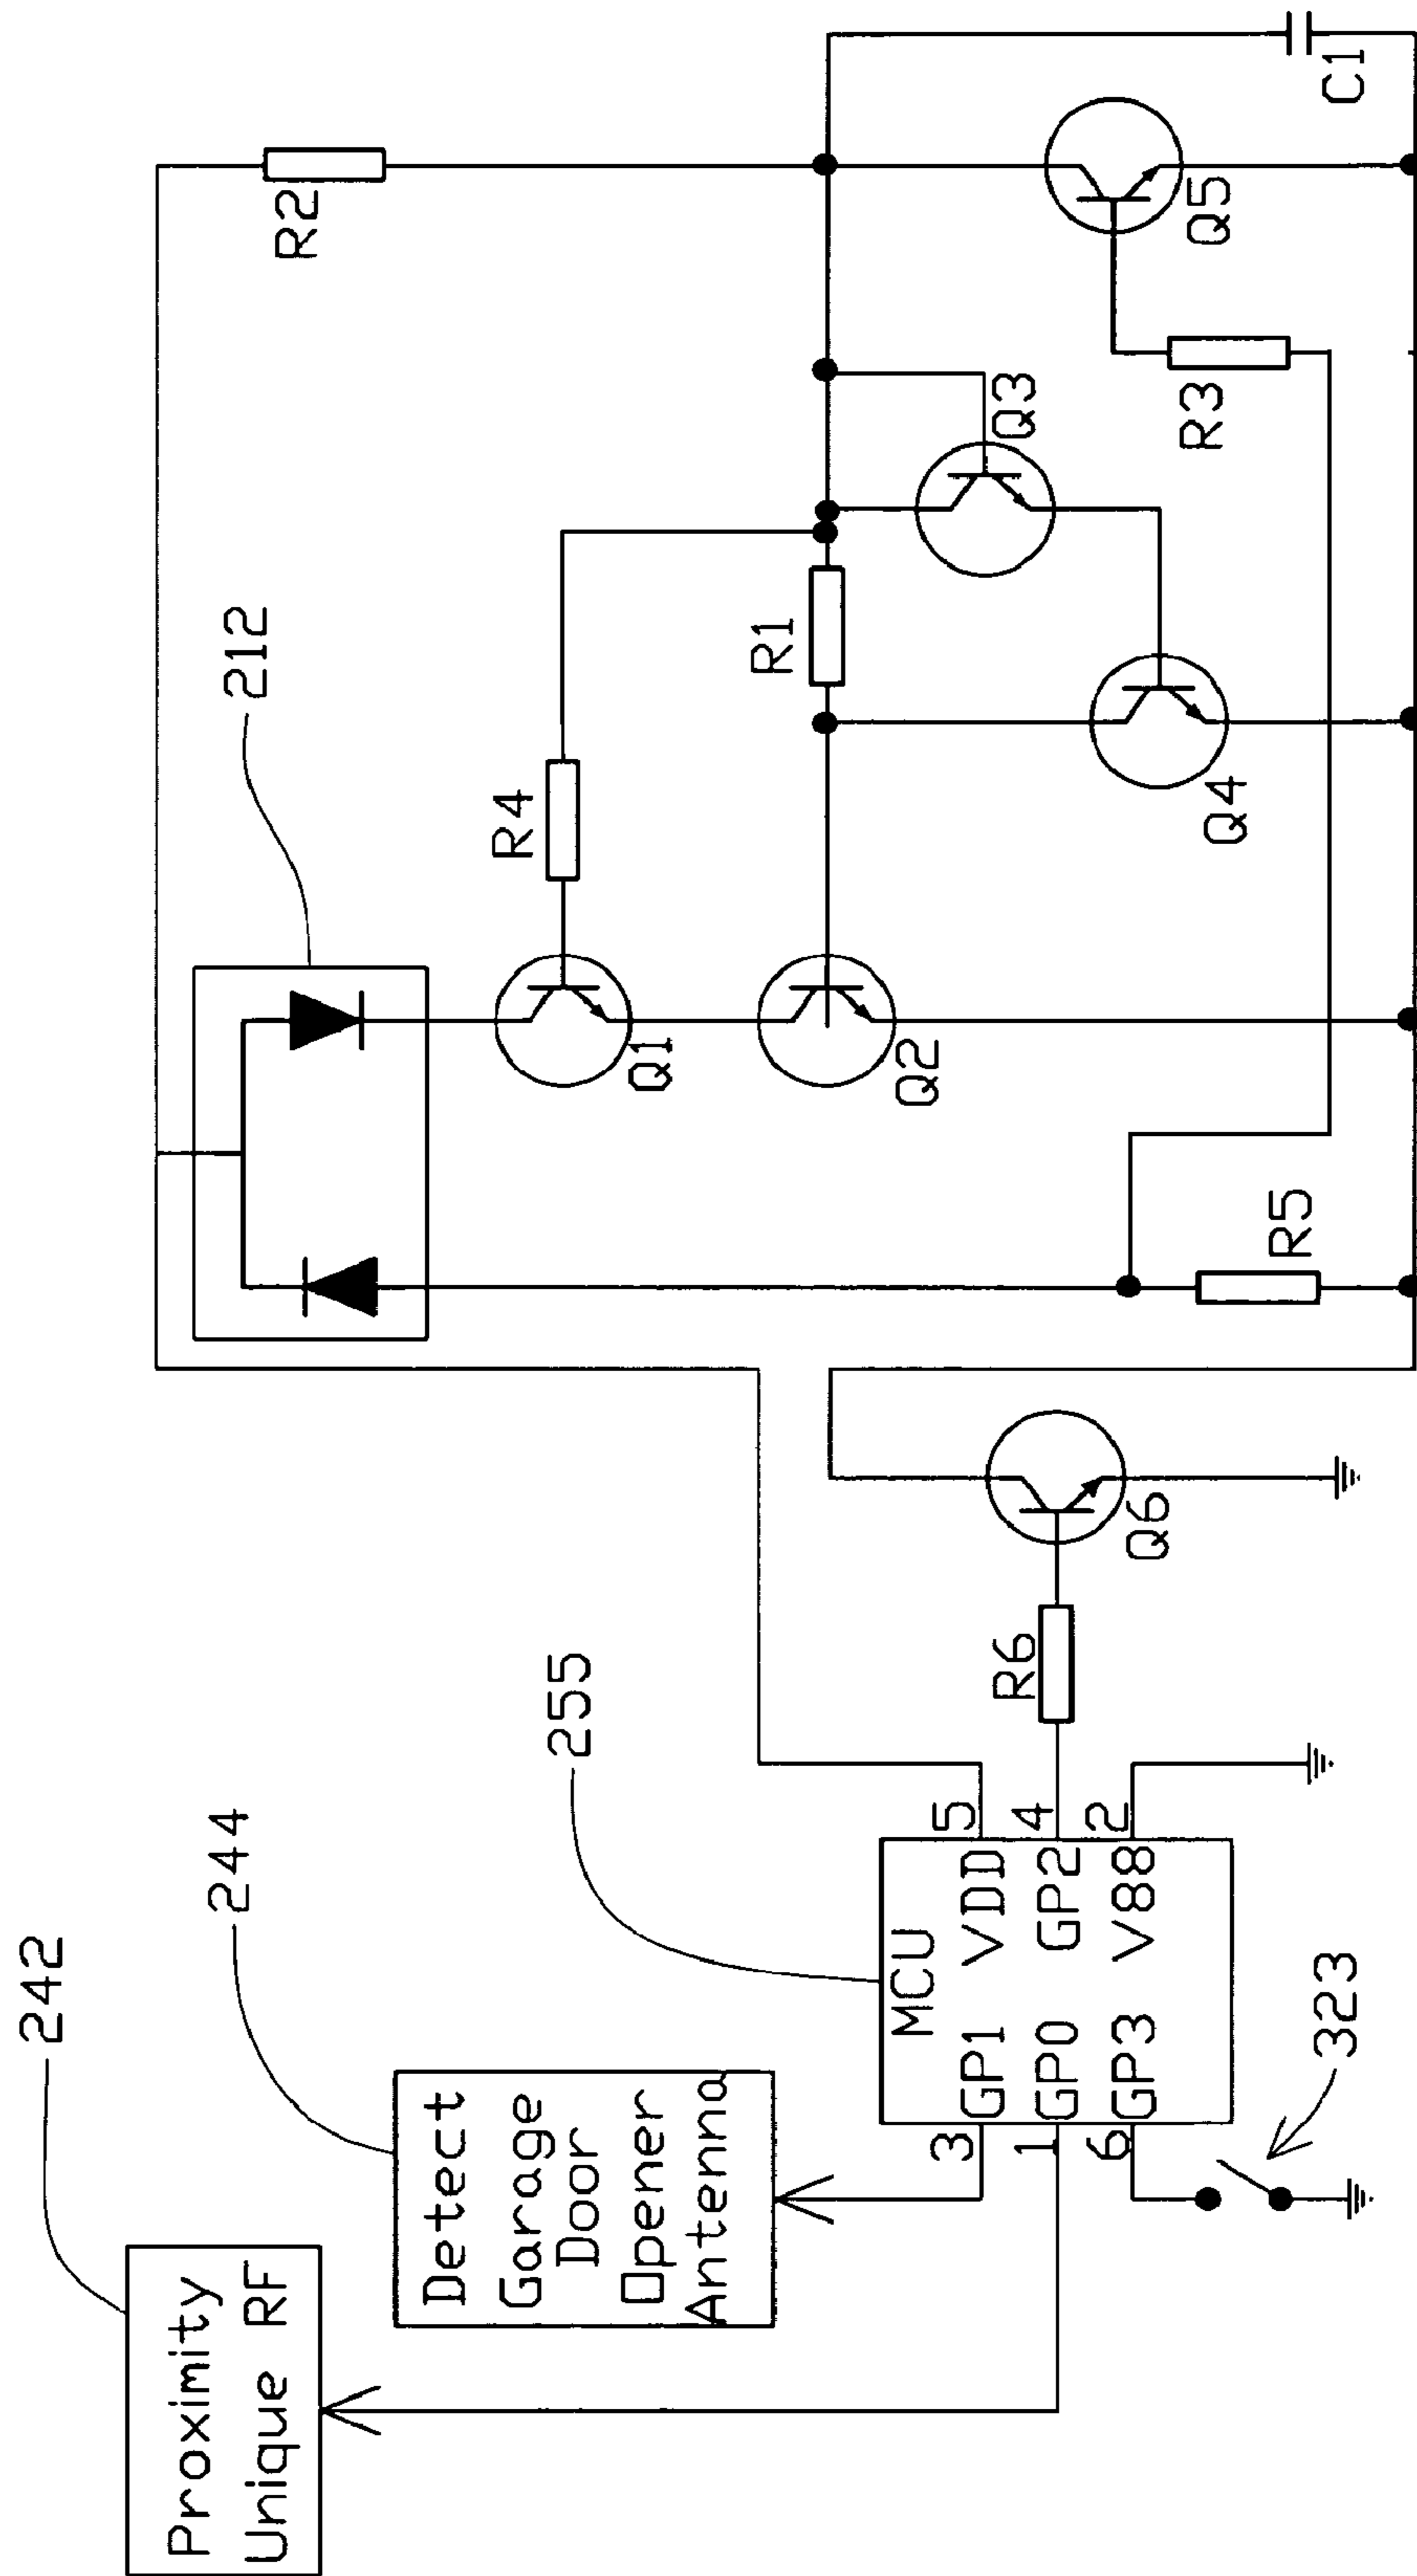 242
Proximity
Unique RF
244
Detect
Garage
Door
Opener
Antenna
255
MCU
GP1 VDD
GP0 GP2
GP3 V88
3
1
6
5
4
2
323
R6
Q6
212
R5
Q1
Q2
R4
R1
Q4
Q3
R2
R3
Q5
C1